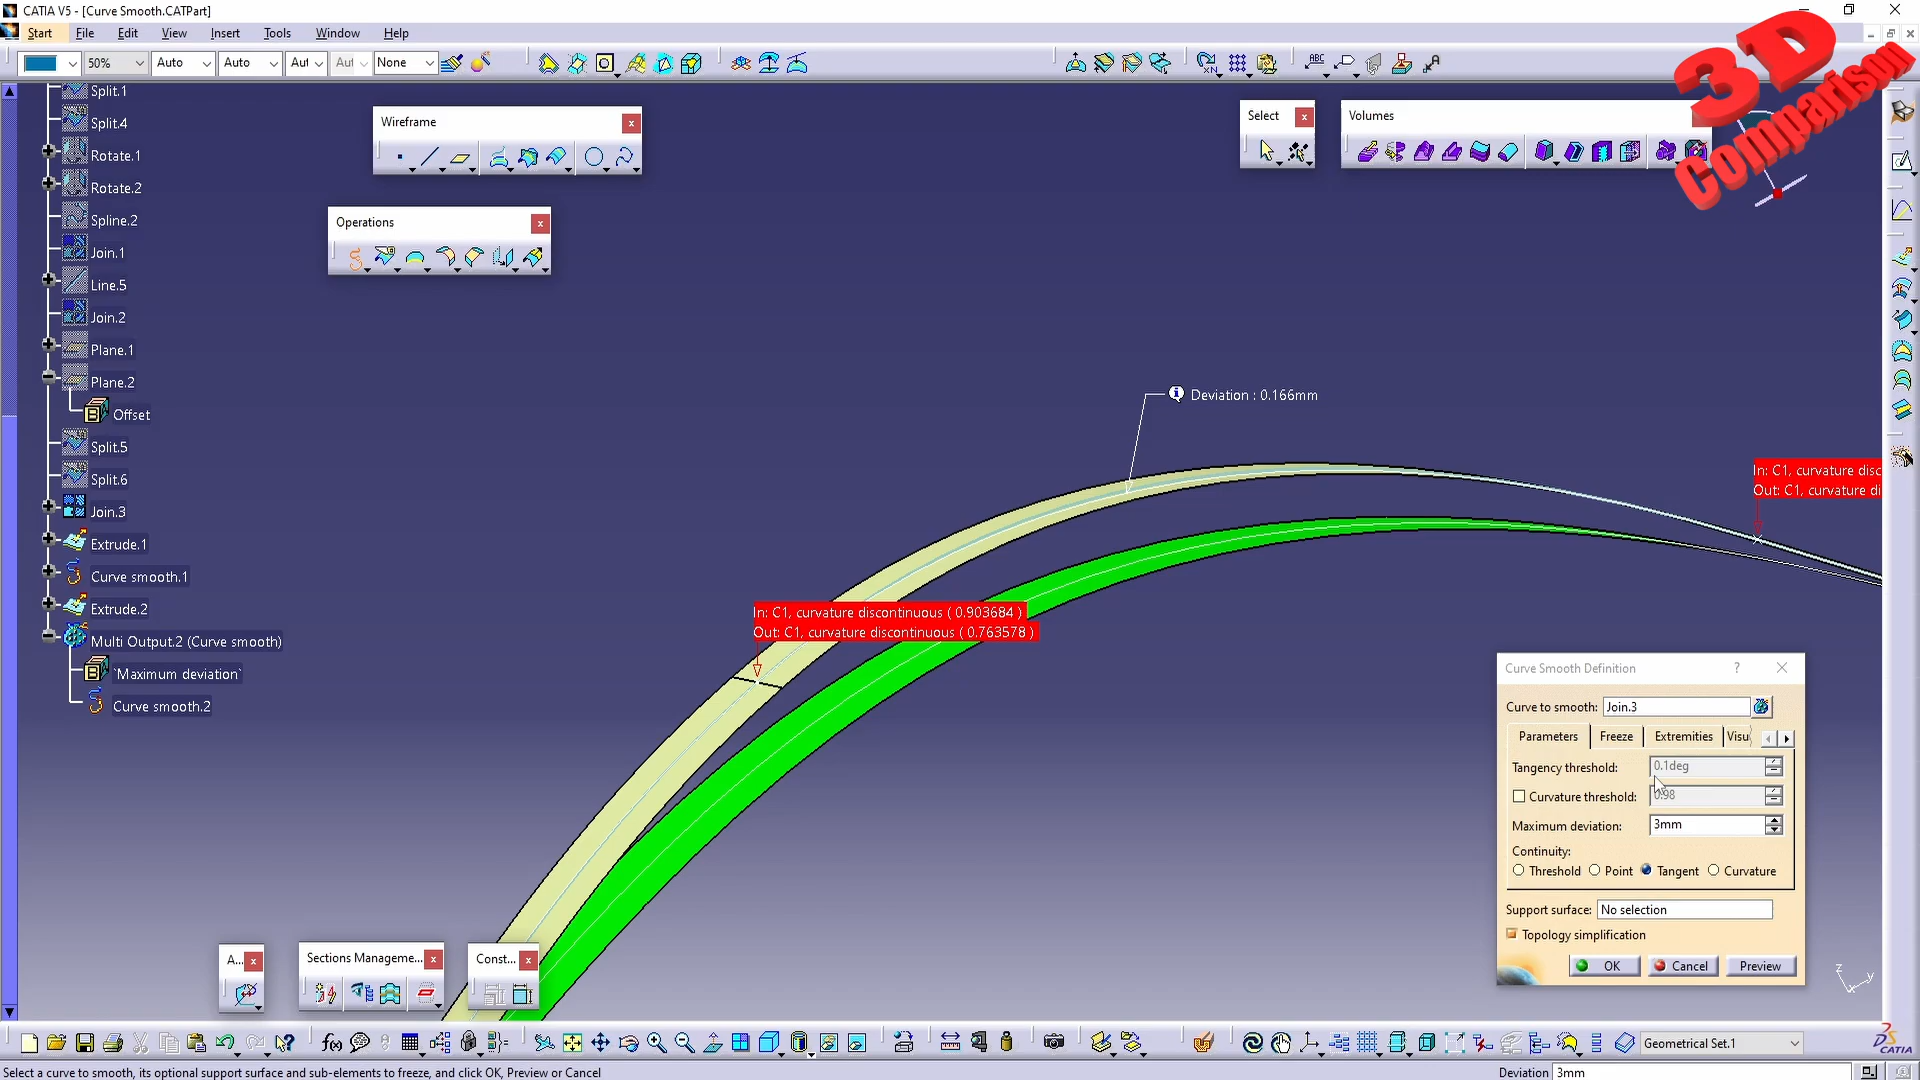 CATIA V5 - [Curve Smooth.CATPart]
Start File Edit View Insert Tools Window Help
50% Auto Auto Aut Aut None
3D
Comparison
Split.1
Split.4
Rotate.1
Rotate.2
Spline.2
Join.1
Line.5
Join.2
Plane.1
Plane.2
Offset
Split.5
Split.6
Join.3
Extrude.1
Curve smooth.1
Extrude.2
Multi Output.2 (Curve smooth)
`Maximum deviation`
Curve smooth.2
Wireframe
Operations
Select
Volumes
Deviation : 0.166mm
In: C1, curvature disc
Out: C1, curvature di
In: C1, curvature discontinuous ( 0.903684 )
Out: C1, curvature discontinuous ( 0.763578 )
Curve Smooth Definition
Curve to smooth: Join.3
Parameters Freeze Extremities Visu
Tangency threshold: 0.1deg
Curvature threshold: 0.98
Maximum deviation: 3mm
Continuity:
Threshold Point Tangent Curvature
Support surface: No selection
Topology simplification
OK Cancel Preview
A...
Sections Manageme...
Const...
z
y
x
Geometrical Set.1
CATIA
Select a curve to smooth, its optional support surface and sub-elements to freeze, and click OK, Preview or Cancel
Deviation 3mm